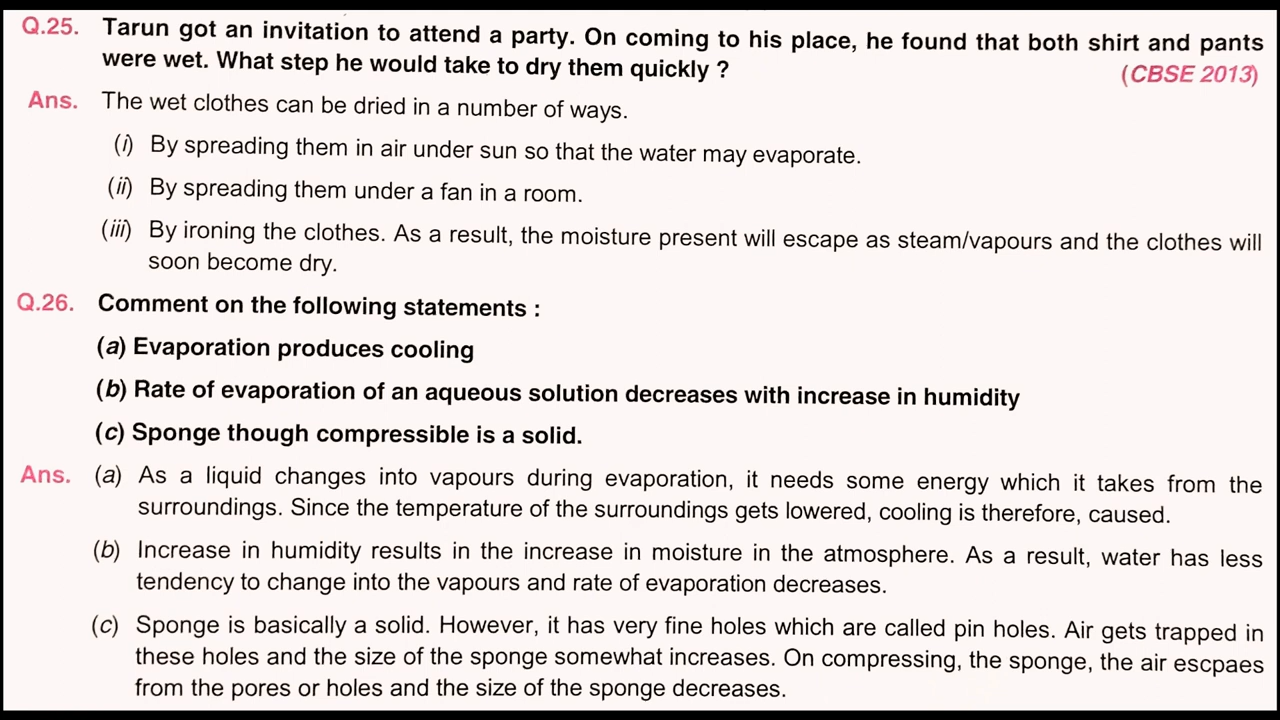 Q.25. Tarun got an invitation to attend a party. On coming to his place, he found that both shirt and pants
were wet. What step he would take to dry them quickly ?
(CBSE 2013)
Ans. The wet clothes can be dried in a number of ways.
(i) By spreading them in air under sun so that the water may evaporate.
(ii) By spreading them under a fan in a room.
(iii) By ironing the clothes. As a result, the moisture present will escape as steam/vapours and the clothes will
soon become dry.
Q.26. Comment on the following statements :
(a) Evaporation produces cooling
(b) Rate of evaporation of an aqueous solution decreases with increase in humidity
(c) Sponge though compressible is a solid.
Ans. (a) As a liquid changes into vapours during evaporation, it needs some energy which it takes from the
surroundings. Since the temperature of the surroundings gets lowered, cooling is therefore, caused.
(b) Increase in humidity results in the increase in moisture in the atmosphere. As a result, water has less
tendency to change into the vapours and rate of evaporation decreases.
(c) Sponge is basically a solid. However, it has very fine holes which are called pin holes. Air gets trapped in
these holes and the size of the sponge somewhat increases. On compressing, the sponge, the air escpaes
from the pores or holes and the size of the sponge decreases.